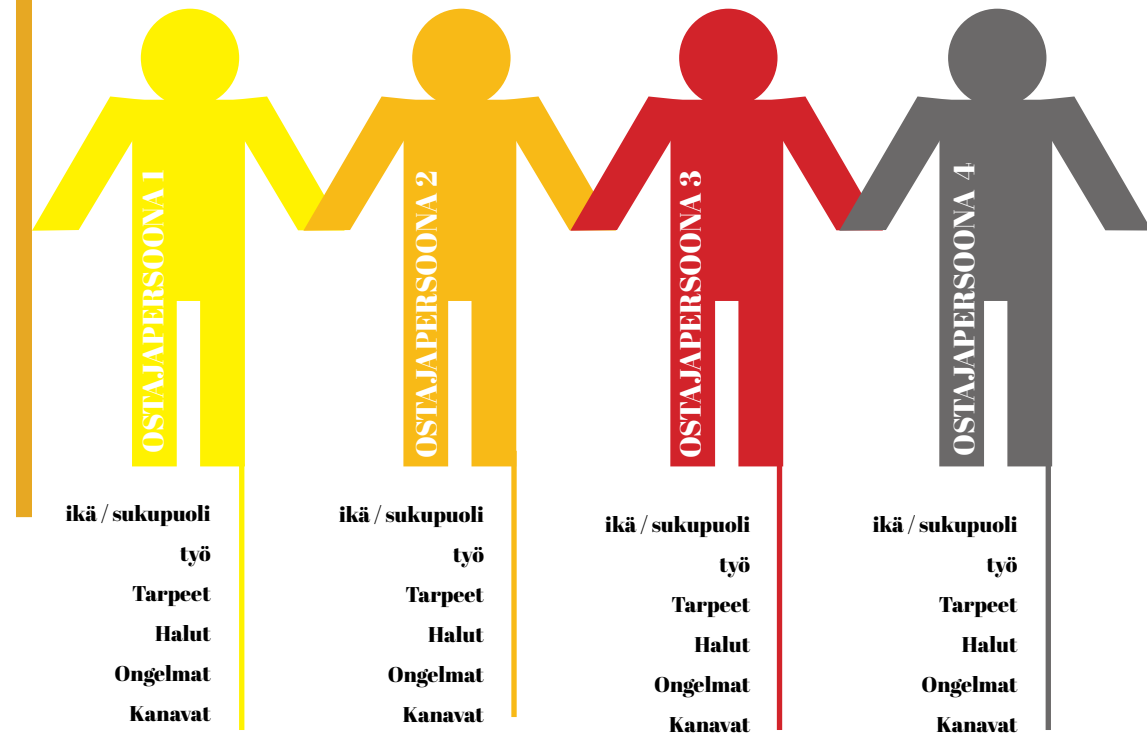 OSTAJAPERSOONA 1
ikä / sukupuoli
työ
Tarpeet
Halut
Ongelmat
Kanavat
OSTAJAPERSOONA 2
ikä / sukupuoli
työ
Tarpeet
Halut
Ongelmat
Kanavat
OSTAJAPERSOONA 3
ikä / sukupuoli
työ
Tarpeet
Halut
Ongelmat
Kanavat
OSTAJAPERSOONA 4
ikä / sukupuoli
työ
Tarpeet
Halut
Ongelmat
Kanavat